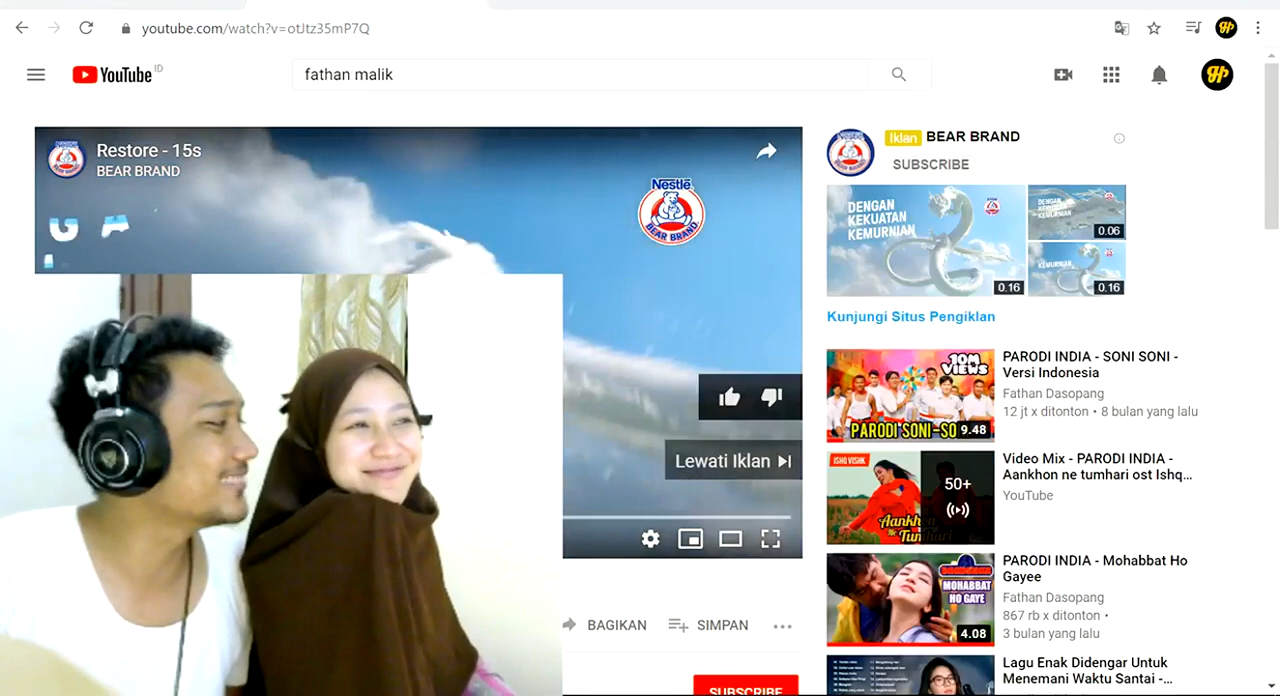 youtube.com/watch?v=otJtz35mP7Q
YouTube ID
fathan malik
Restore - 15s
BEAR BRAND
Nestlé
BEAR BRAND
Lewati Iklan
BAGIKAN
SIMPAN
SUBSCRIBE
Iklan BEAR BRAND
SUBSCRIBE
DENGAN
KEKUATAN
KEMURNIAN
0.16
0.06
0.16
Kunjungi Situs Pengiklan
10M
VIEWS
PARODI SONI-SO
9.48
PARODI INDIA - SONI SONI -
Versi Indonesia
Fathan Dasopang
12 jt x ditonton • 8 bulan yang lalu
ISHQ VISHK
Aankhon
Ne Tumhari
50+
Video Mix - PARODI INDIA -
Aankhon ne tumhari ost Ishq...
YouTube
MOHABBAT
HO GAYE
4.08
PARODI INDIA - Mohabbat Ho
Gayee
Fathan Dasopang
867 rb x ditonton •
3 bulan yang lalu
Lagu Enak Didengar Untuk
Menemani Waktu Santai -...